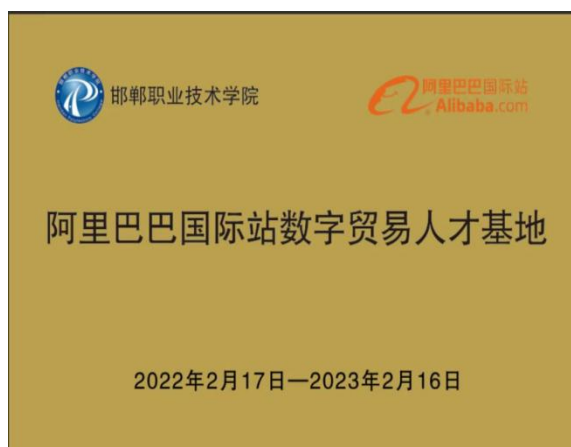 邯郸职业技术学院
阿里巴巴国际站
Alibaba.com
阿里巴巴国际站数字贸易人才基地
2022年2月17日—2023年2月16日